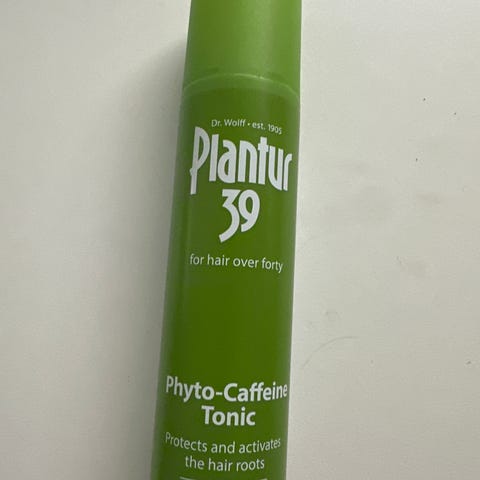 Dr. Wolff • est. 1905
Plantur
39
for hair over forty
Phyto-Caffeine
Tonic
Protects and activates
the hair roots